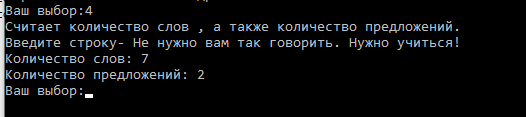 Ваш выбор:4
Считает количество слов , а также количество предложений.
Введите строку- Не нужно вам так говорить. Нужно учиться!
Количество слов: 7
Количество предложений: 2
Ваш выбор: